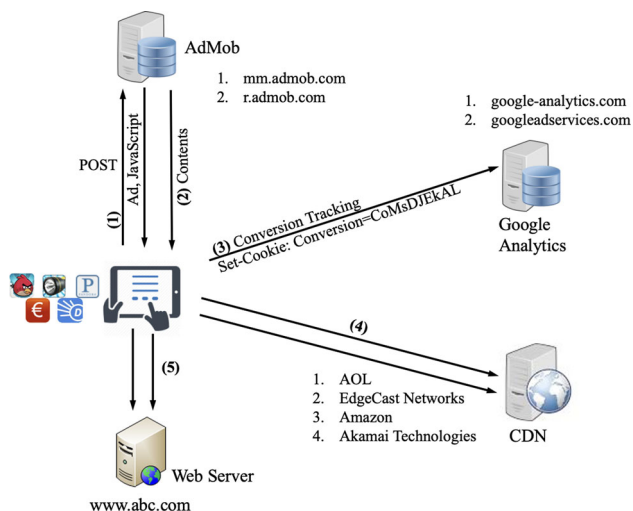 AdMob
1. mm.admob.com
2. r.admob.com
1. google-analytics.com
2. googleadservices.com
POST
(1)
Ad, JavaScript
(2) Contents
(3) Conversion Tracking
Set-Cookie: Conversion=CoMsDJEkAL
Google
Analytics
P
€
D
(4)
(5)
1. AOL
2. EdgeCast Networks
3. Amazon
4. Akamai Technologies
CDN
Web Server
www.abc.com